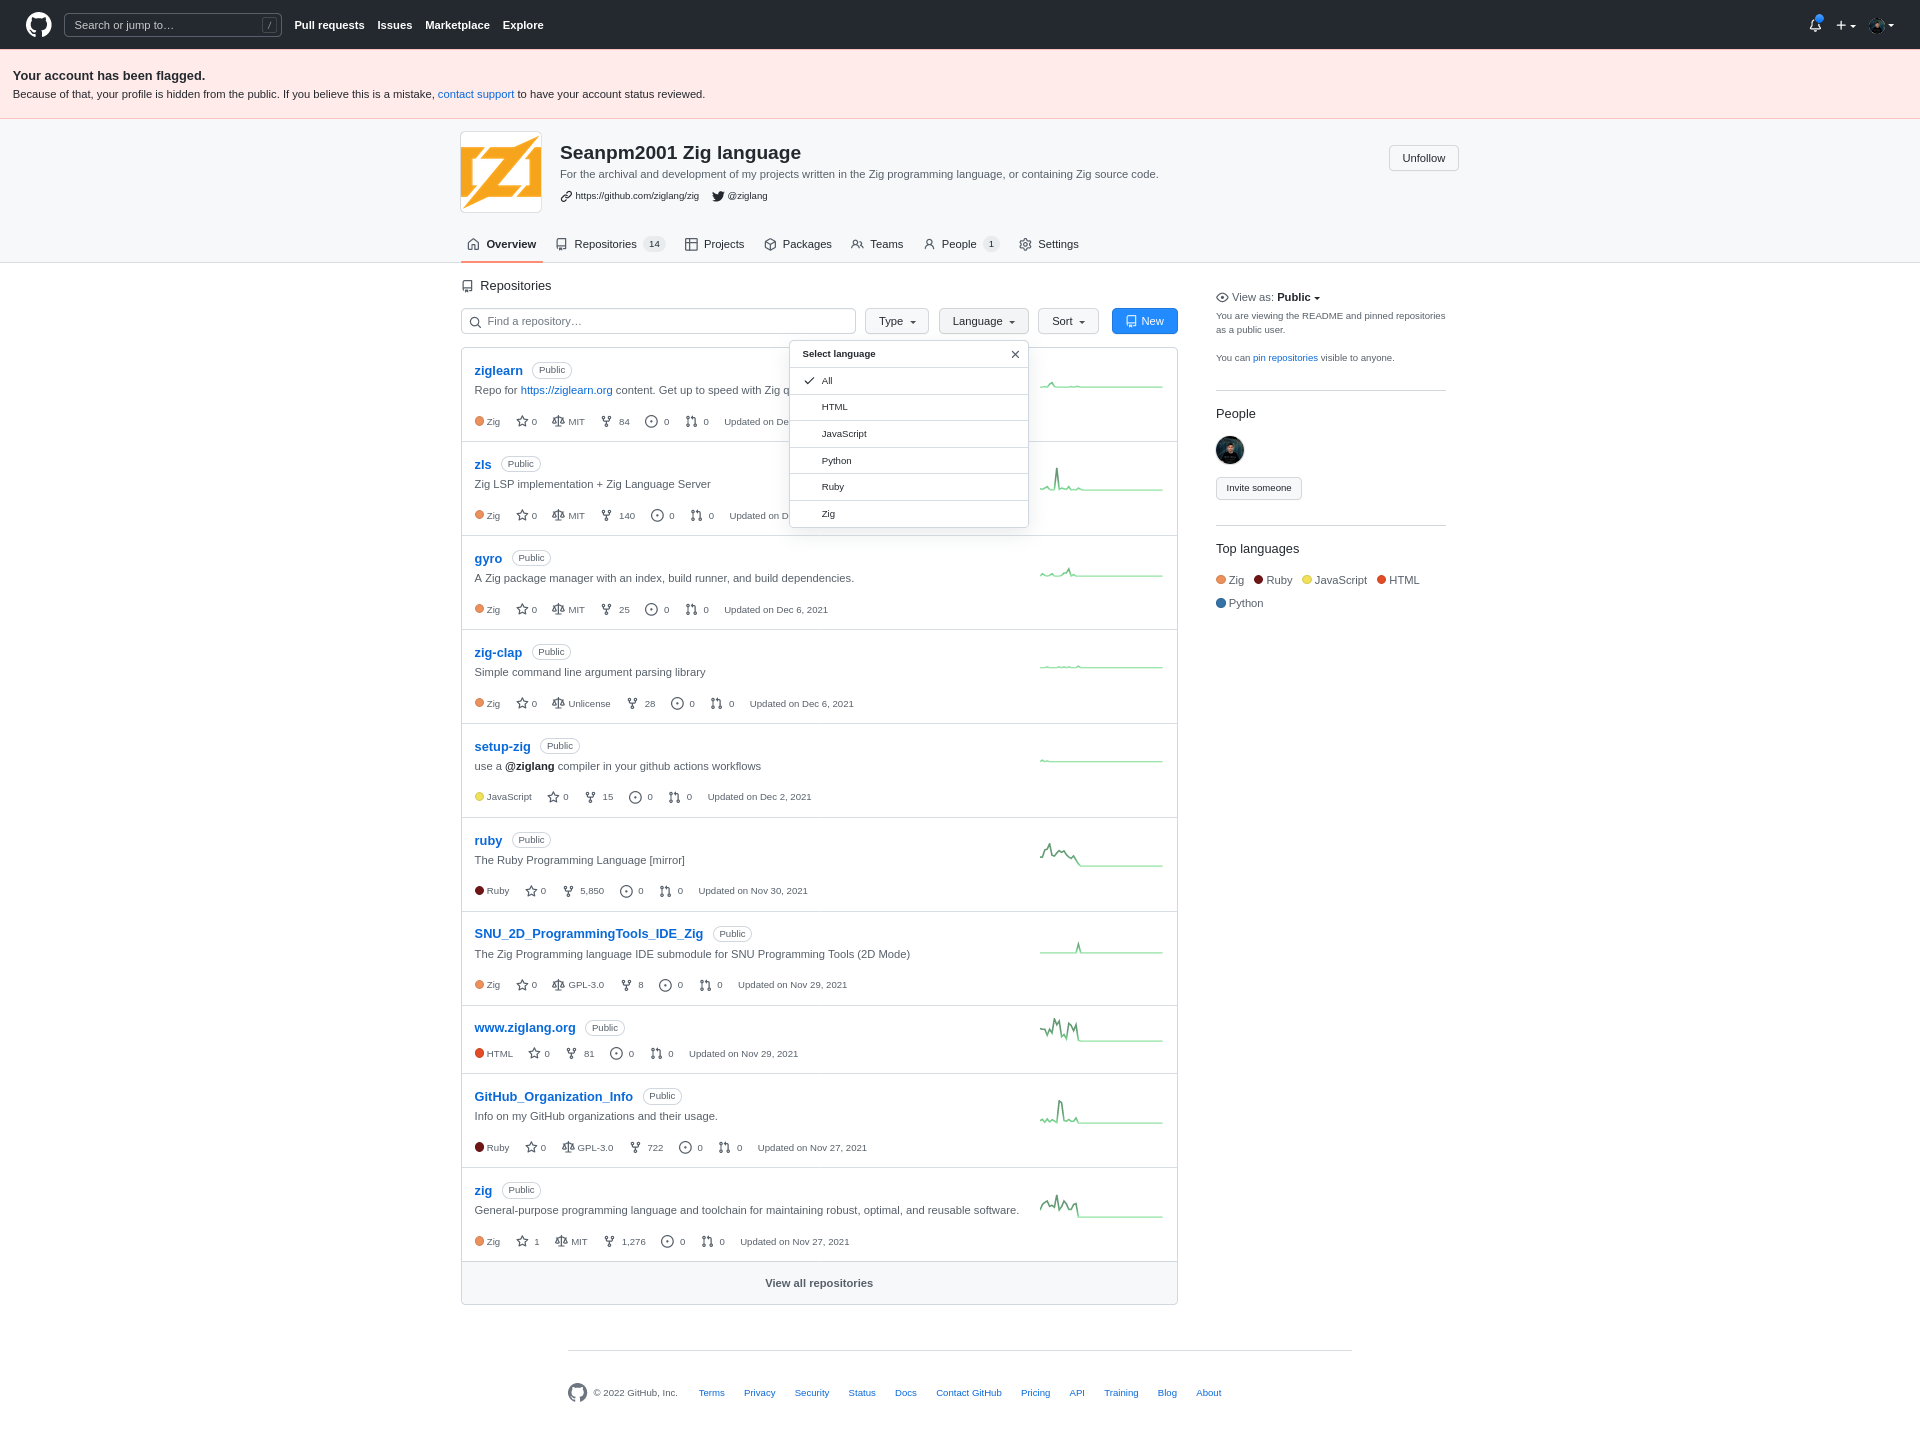 Search or jump to… /
Pull requests Issues Marketplace Explore
Your account has been flagged.
Because of that, your profile is hidden from the public. If you believe this is a mistake, contact support to have your account status reviewed.
Seanpm2001 Zig language
For the archival and development of my projects written in the Zig programming language, or containing Zig source code.
https://github.com/ziglang/zig @ziglang
Unfollow
Overview Repositories 14 Projects Packages Teams People 1 Settings
Repositories
Find a repository… Type Language Sort New
Select language
All
HTML
JavaScript
Python
Ruby
Zig
ziglearn Public
Repo for https://ziglearn.org content. Get up to speed with Zig q
Zig 0 MIT 84 0 0 Updated on De
zls Public
Zig LSP implementation + Zig Language Server
Zig 0 MIT 140 0 0 Updated on D
gyro Public
A Zig package manager with an index, build runner, and build dependencies.
Zig 0 MIT 25 0 0 Updated on Dec 6, 2021
zig-clap Public
Simple command line argument parsing library
Zig 0 Unlicense 28 0 0 Updated on Dec 6, 2021
setup-zig Public
use a @ziglang compiler in your github actions workflows
JavaScript 0 15 0 0 Updated on Dec 2, 2021
ruby Public
The Ruby Programming Language [mirror]
Ruby 0 5,850 0 0 Updated on Nov 30, 2021
SNU_2D_ProgrammingTools_IDE_Zig Public
The Zig Programming language IDE submodule for SNU Programming Tools (2D Mode)
Zig 0 GPL-3.0 8 0 0 Updated on Nov 29, 2021
www.ziglang.org Public
HTML 0 81 0 0 Updated on Nov 29, 2021
GitHub_Organization_Info Public
Info on my GitHub organizations and their usage.
Ruby 0 GPL-3.0 722 0 0 Updated on Nov 27, 2021
zig Public
General-purpose programming language and toolchain for maintaining robust, optimal, and reusable software.
Zig 1 MIT 1,276 0 0 Updated on Nov 27, 2021
View all repositories
View as: Public
You are viewing the README and pinned repositories
as a public user.
You can pin repositories visible to anyone.
People
Invite someone
Top languages
Zig Ruby JavaScript HTML
Python
© 2022 GitHub, Inc. Terms Privacy Security Status Docs Contact GitHub Pricing API Training Blog About